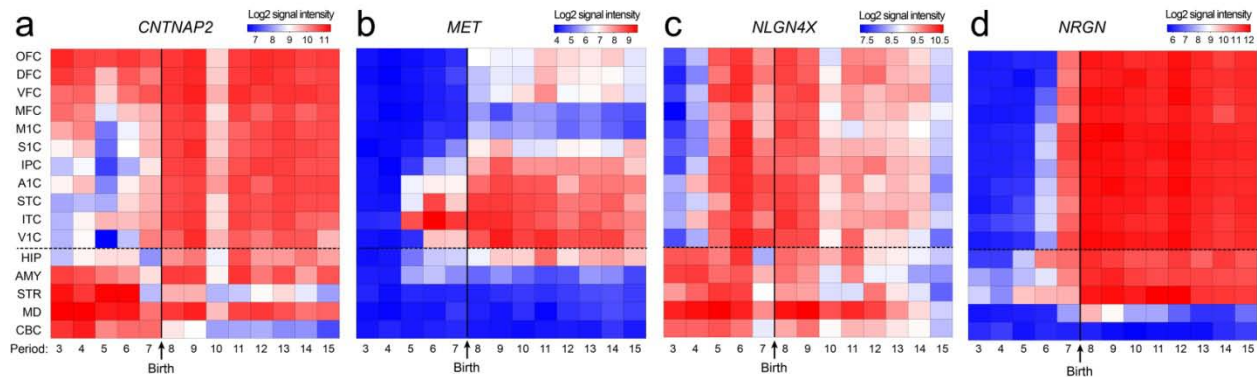 a
CNTNAP2
Log2 signal intensity
7 8 9 10 11
b
MET
Log2 signal intensity
4 5 6 7 8 9
c
NLGN4X
Log2 signal intensity
7.5 8.5 9.5 10.5
d
NRGN
Log2 signal intensity
6 7 8 9 10 11 12
OFC
DFC
VFC
MFC
M1C
S1C
IPC
A1C
STC
ITC
V1C
HIP
AMY
STR
MD
CBC
Period: 3 4 5 6 7 8 9 10 11 12 13 14 15
3 4 5 6 7 8 9 10 11 12 13 14 15
3 4 5 6 7 8 9 10 11 12 13 14 15
3 4 5 6 7 8 9 10 11 12 13 14 15
Birth
Birth
Birth
Birth